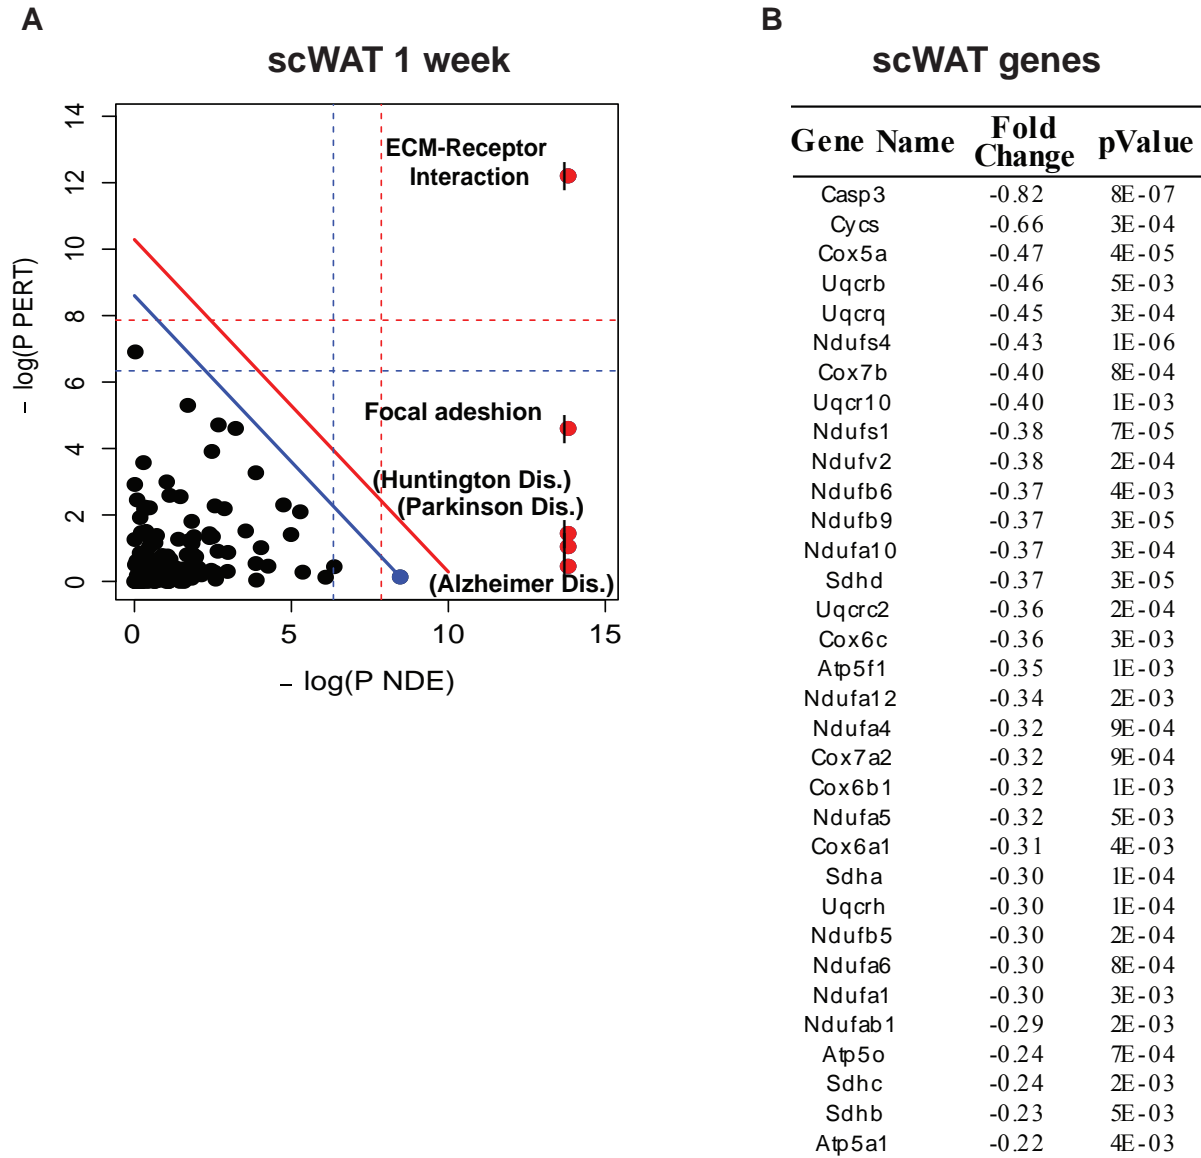 A
scWAT 1 week
14
12
10
8
6
4
2
0
– log(P PERT)
ECM-Receptor
Interaction
Focal adeshion
(Huntington Dis.)
(Parkinson Dis.)
(Alzheimer Dis.)
0 5 10 15
– log(P NDE)
B
scWAT genes
Gene Name Fold Change pValue
Casp3 -0.82 8E-07
Cycs -0.66 3E-04
Cox5a -0.47 4E-05
Uqcrb -0.46 5E-03
Uqcrq -0.45 3E-04
Ndufs4 -0.43 1E-06
Cox7b -0.40 8E-04
Uqcr10 -0.40 1E-03
Ndufs1 -0.38 7E-05
Ndufv2 -0.38 2E-04
Ndufb6 -0.37 4E-03
Ndufb9 -0.37 3E-05
Ndufa10 -0.37 3E-04
Sdhd -0.37 3E-05
Uqcrc2 -0.36 2E-04
Cox6c -0.36 3E-03
Atp5f1 -0.35 1E-03
Ndufa12 -0.34 2E-03
Ndufa4 -0.32 9E-04
Cox7a2 -0.32 9E-04
Cox6b1 -0.32 1E-03
Ndufa5 -0.32 5E-03
Cox6a1 -0.31 4E-03
Sdha -0.30 1E-04
Uqcrh -0.30 1E-04
Ndufb5 -0.30 2E-04
Ndufa6 -0.30 8E-04
Ndufa1 -0.30 3E-03
Ndufab1 -0.29 2E-03
Atp5o -0.24 7E-04
Sdhc -0.24 2E-03
Sdhb -0.23 5E-03
Atp5a1 -0.22 4E-03